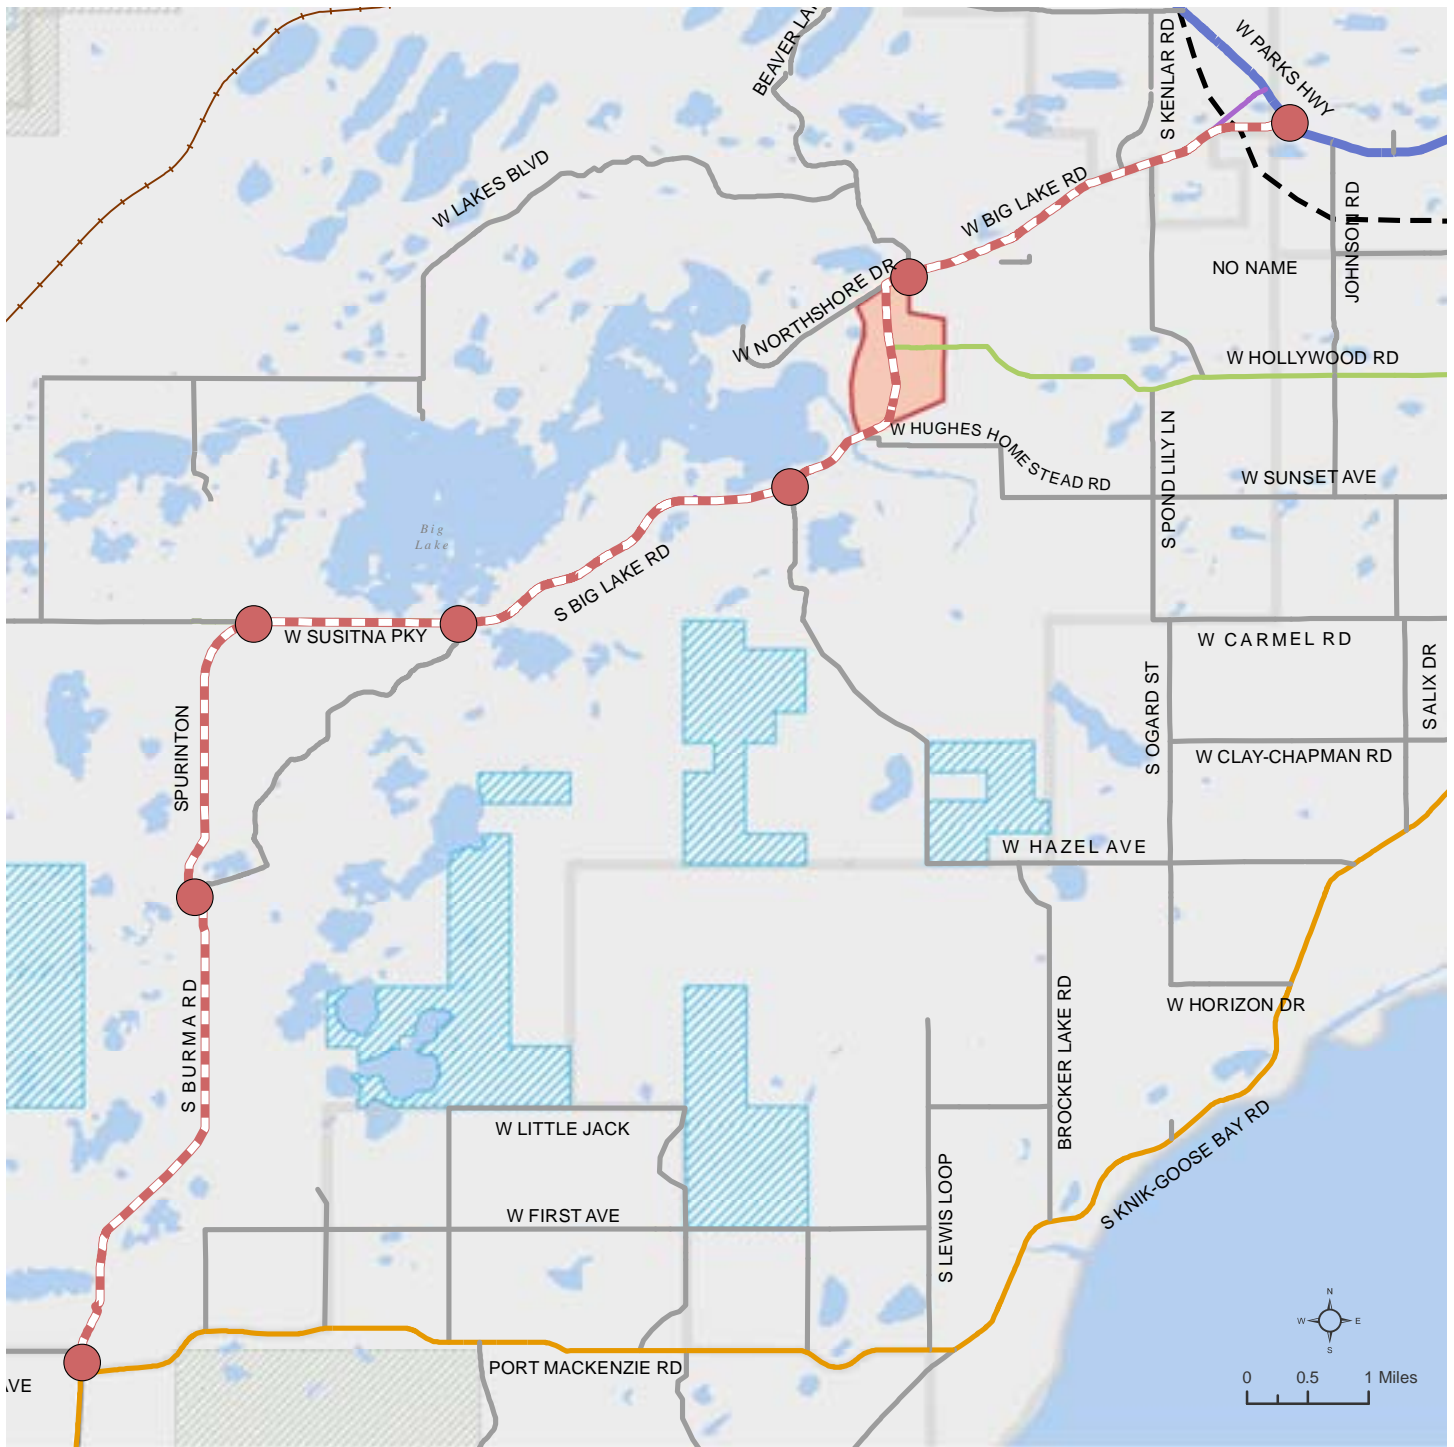 BEAVER LA
S KENLAR RD
W PARKS HWY
W LAKES BLVD
W BIG LAKE RD
JOHNSON RD
NO NAME
W NORTHSHORE DR
W HOLLYWOOD RD
W HUGHES HOMESTEAD RD
S POND LILY LN
W SUNSET AVE
Big
Lake
S BIG LAKE RD
W SUSITNA PKY
W CARMEL RD
S OGARD ST
S ALIX DR
SPURINTON
W CLAY-CHAPMAN RD
W HAZEL AVE
S BURMA RD
BROCKER LAKE RD
W HORIZON DR
W LITTLE JACK
S KNIK-GOOSE BAY RD
S LEWIS LOOP
W FIRST AVE
N
W E
S
PORT MACKENZIE RD
AVE
0 0.5 1 Miles